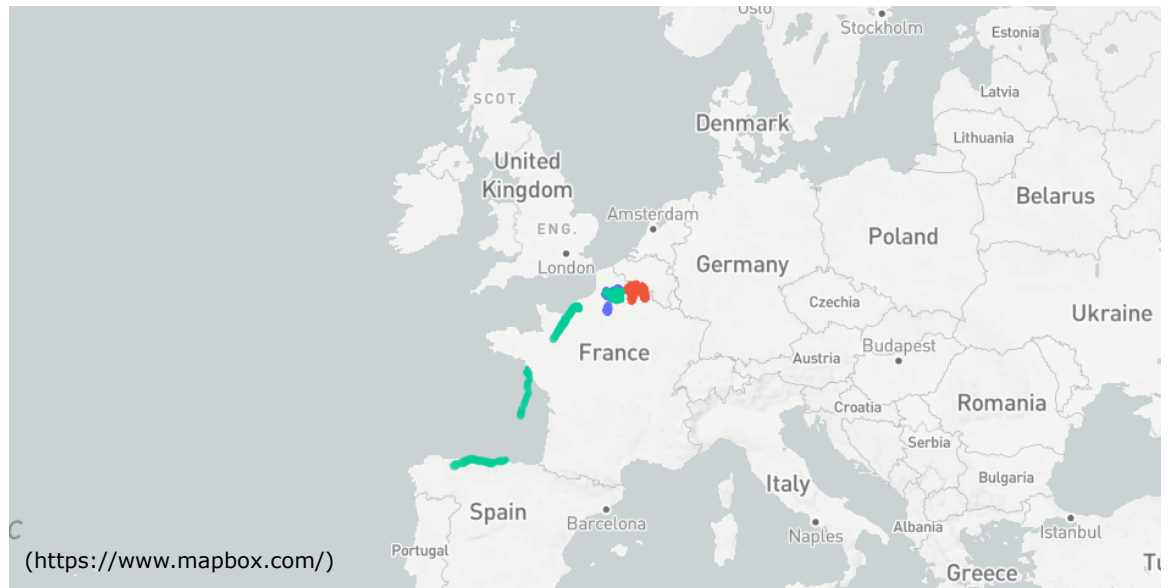 Oslo
Stockholm
Estonia
SCOT.
Latvia
Denmark
Lithuania
United
Kingdom
Belarus
Amsterdam
ENG.
Poland
London
Germany
Czechia
Ukraine
France
Budapest
Austria
Croatia
Romania
Serbia
Bulgaria
Italy
Spain
Barcelona
Naples
Albania
Istanbul
C
Portugal
(https://www.mapbox.com/)
Greece
Tu